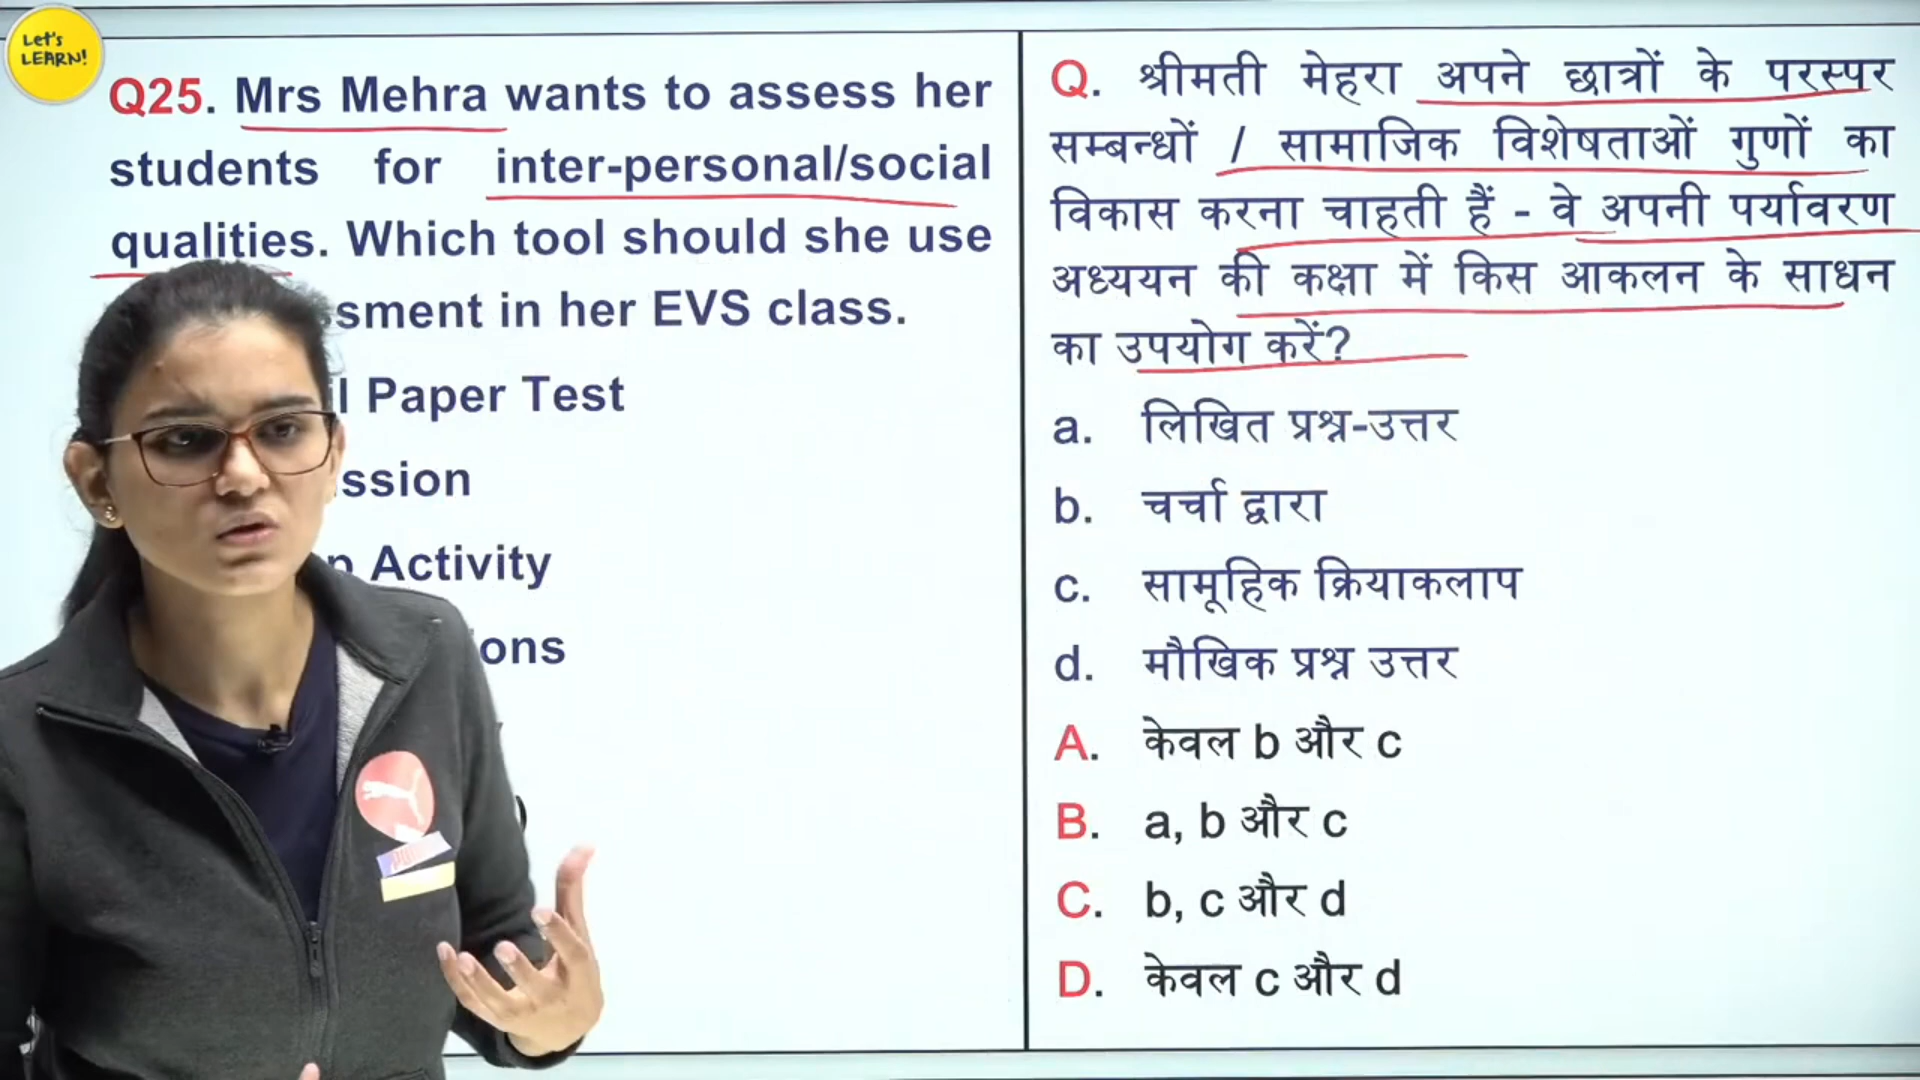 Let's
LEARN!
Q25. Mrs Mehra wants to assess her
students for inter-personal/social
qualities. Which tool should she use
sment in her EVS class.
l Paper Test
ssion
p Activity
ons
Q. श्रीमती मेहरा अपने छात्रों के परस्पर
सम्बन्धों / सामाजिक विशेषताओं गुणों का
विकास करना चाहती हैं - वे अपनी पर्यावरण
अध्ययन की कक्षा में किस आकलन के साधन
का उपयोग करें?
a. लिखित प्रश्न-उत्तर
b. चर्चा द्वारा
c. सामूहिक क्रियाकलाप
d. मौखिक प्रश्न उत्तर
A. केवल b और c
B. a, b और c
C. b, c और d
D. केवल c और d